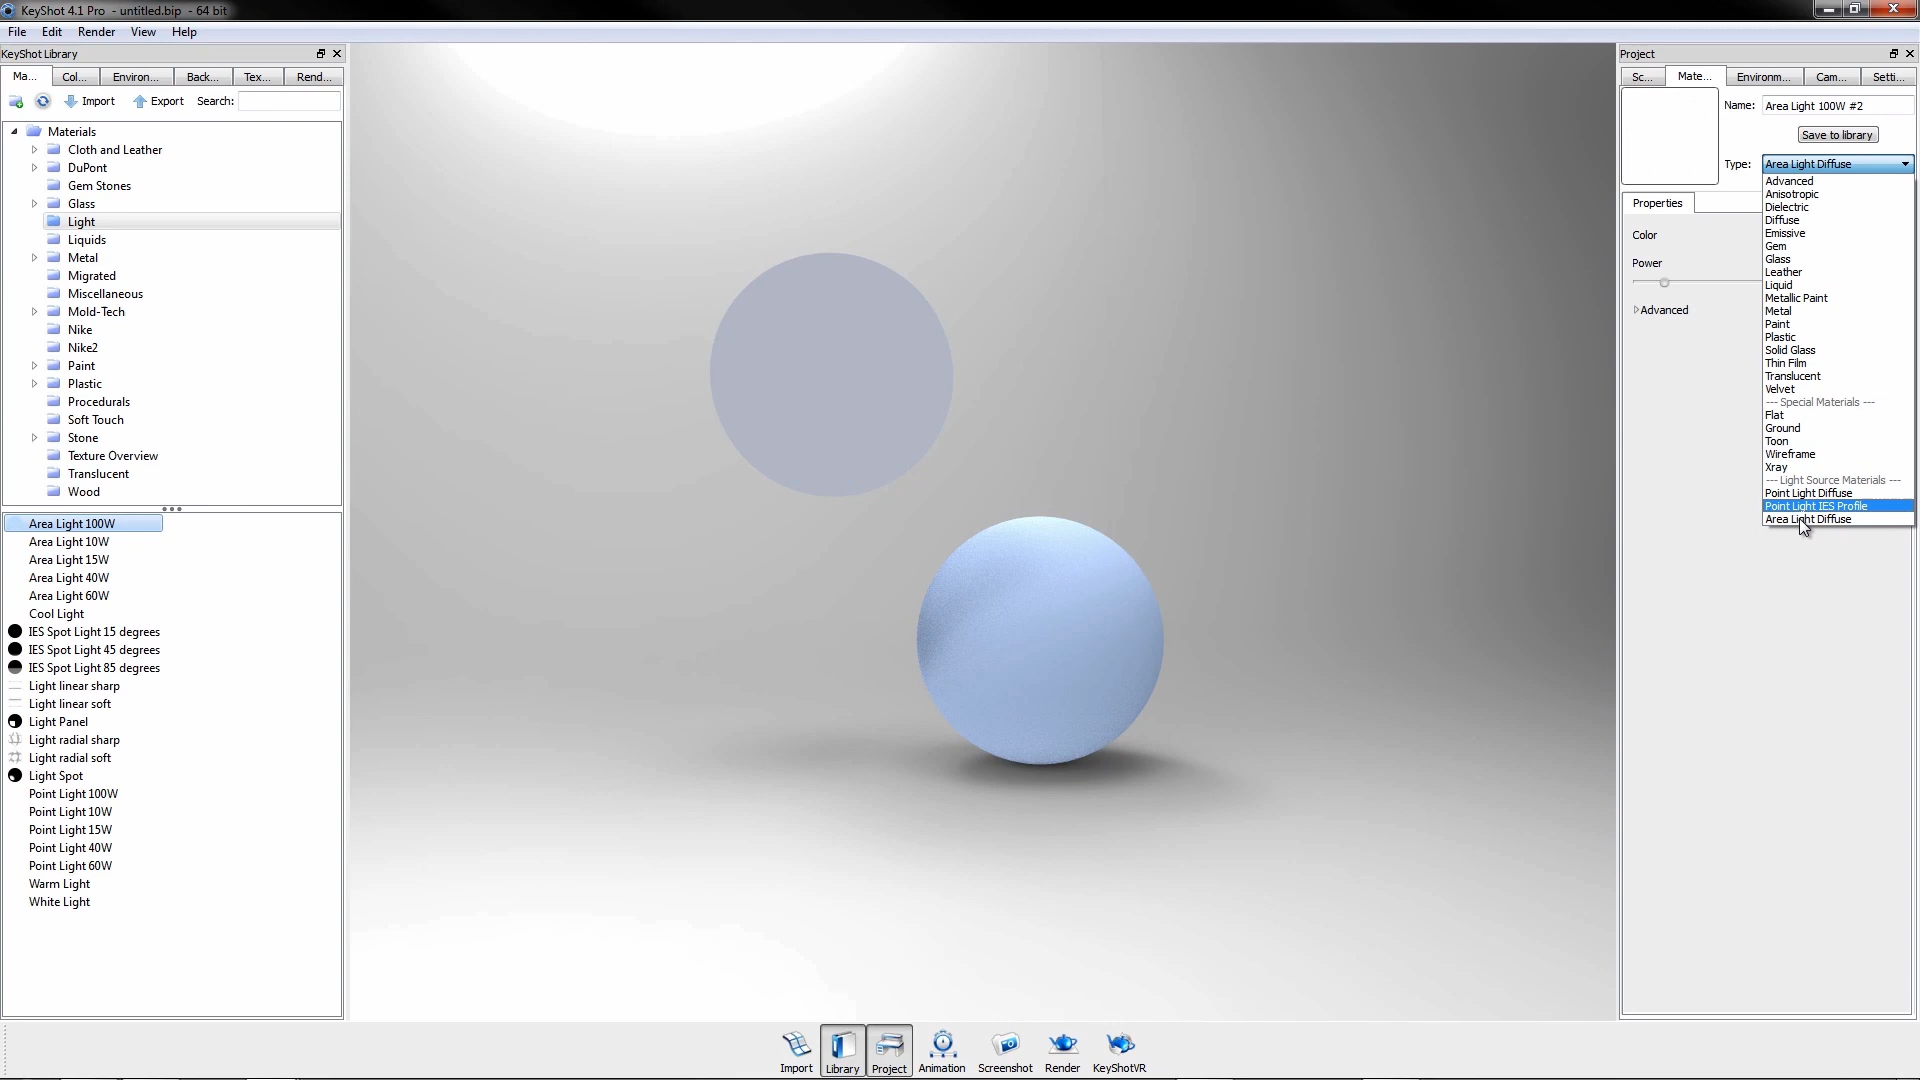 KeyShot 4.1 Pro - untitled.bip - 64 bit
File Edit Render View Help
KeyShot Library
Ma... Col... Environ... Back... Tex... Rend...
Import Export Search:
Materials
Cloth and Leather
DuPont
Gem Stones
Glass
Light
Liquids
Metal
Migrated
Miscellaneous
Mold-Tech
Nike
Nike2
Paint
Plastic
Procedurals
Soft Touch
Stone
Texture Overview
Translucent
Wood
Area Light 100W
Area Light 10W
Area Light 15W
Area Light 40W
Area Light 60W
Cool Light
IES Spot Light 15 degrees
IES Spot Light 45 degrees
IES Spot Light 85 degrees
Light linear sharp
Light linear soft
Light Panel
Light radial sharp
Light radial soft
Light Spot
Point Light 100W
Point Light 10W
Point Light 15W
Point Light 40W
Point Light 60W
Warm Light
White Light
Project
Sc... Mate... Environm... Cam... Setti...
Name: Area Light 100W #2
Save to library
Type: Area Light Diffuse
Properties
Color
Power
Advanced
Advanced
Anisotropic
Dielectric
Diffuse
Emissive
Gem
Glass
Leather
Liquid
Metallic Paint
Metal
Paint
Plastic
Solid Glass
Thin Film
Translucent
Velvet
--- Special Materials ---
Flat
Ground
Toon
Wireframe
Xray
--- Light Source Materials ---
Point Light Diffuse
Point Light IES Profile
Area Light Diffuse
Import Library Project Animation Screenshot Render KeyShotVR